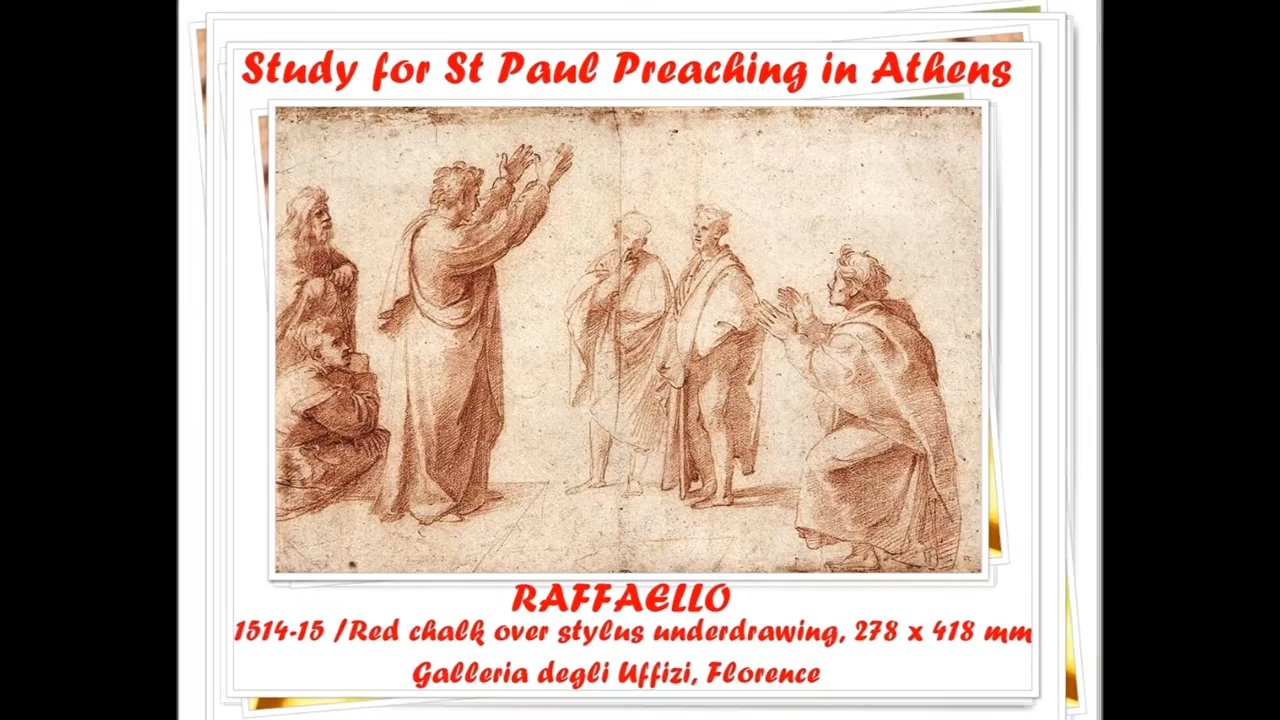 Study for St Paul Preaching in Athens
RAFFAELLO
1514-15 /Red chalk over stylus underdrawing, 278 x 418 mm
Galleria degli Uffizi, Florence